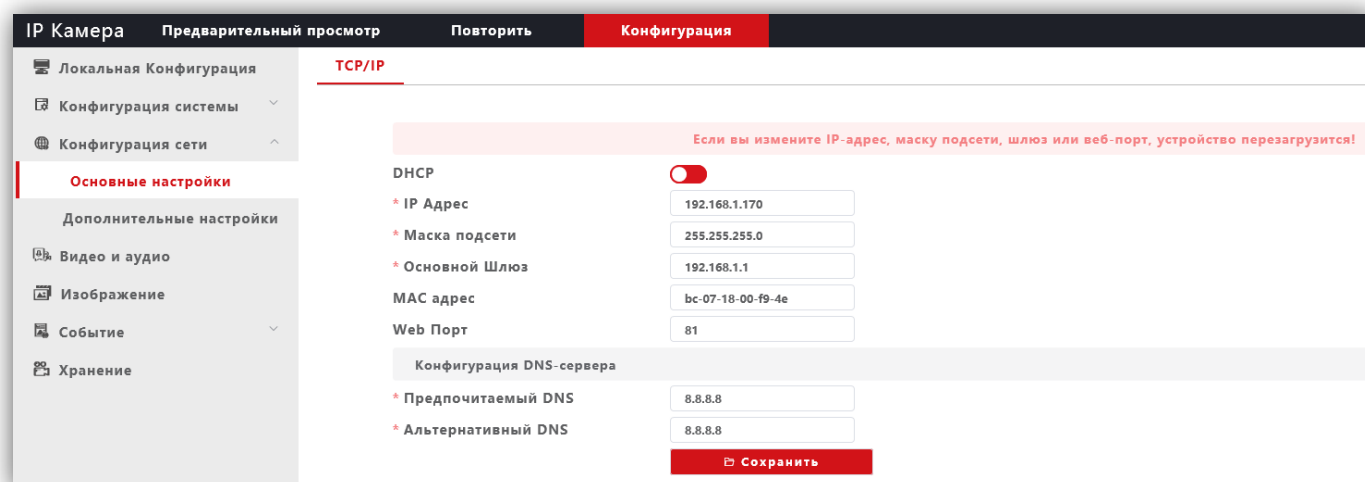 IP Камера Предварительный просмотр Повторить Конфигурация
Локальная Конфигурация
Конфигурация системы
Конфигурация сети
Основные настройки
Дополнительные настройки
Видео и аудио
Изображение
Событие
Хранение
TCP/IP
Если вы измените IP-адрес, маску подсети, шлюз или веб-порт, устройство перезагрузится!
DHCP
* IP Адрес 192.168.1.170
* Маска подсети 255.255.255.0
* Основной Шлюз 192.168.1.1
MAC адрес bc-07-18-00-f9-4e
Web Порт 81
Конфигурация DNS-сервера
* Предпочитаемый DNS 8.8.8.8
* Альтернативный DNS 8.8.8.8
Сохранить